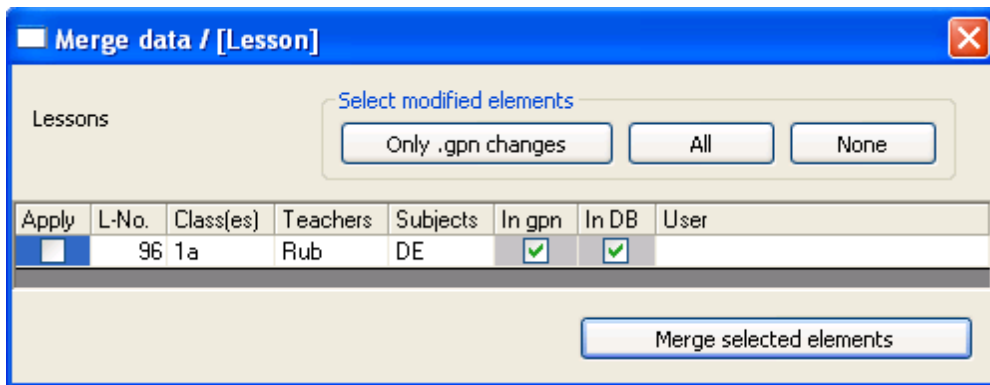 Merge data / [Lesson]
Select modified elements
Lessons
Only .gpn changes All None
Apply L-No. Class(es) Teachers Subjects In gpn In DB User
96 1a Rub DE
Merge selected elements